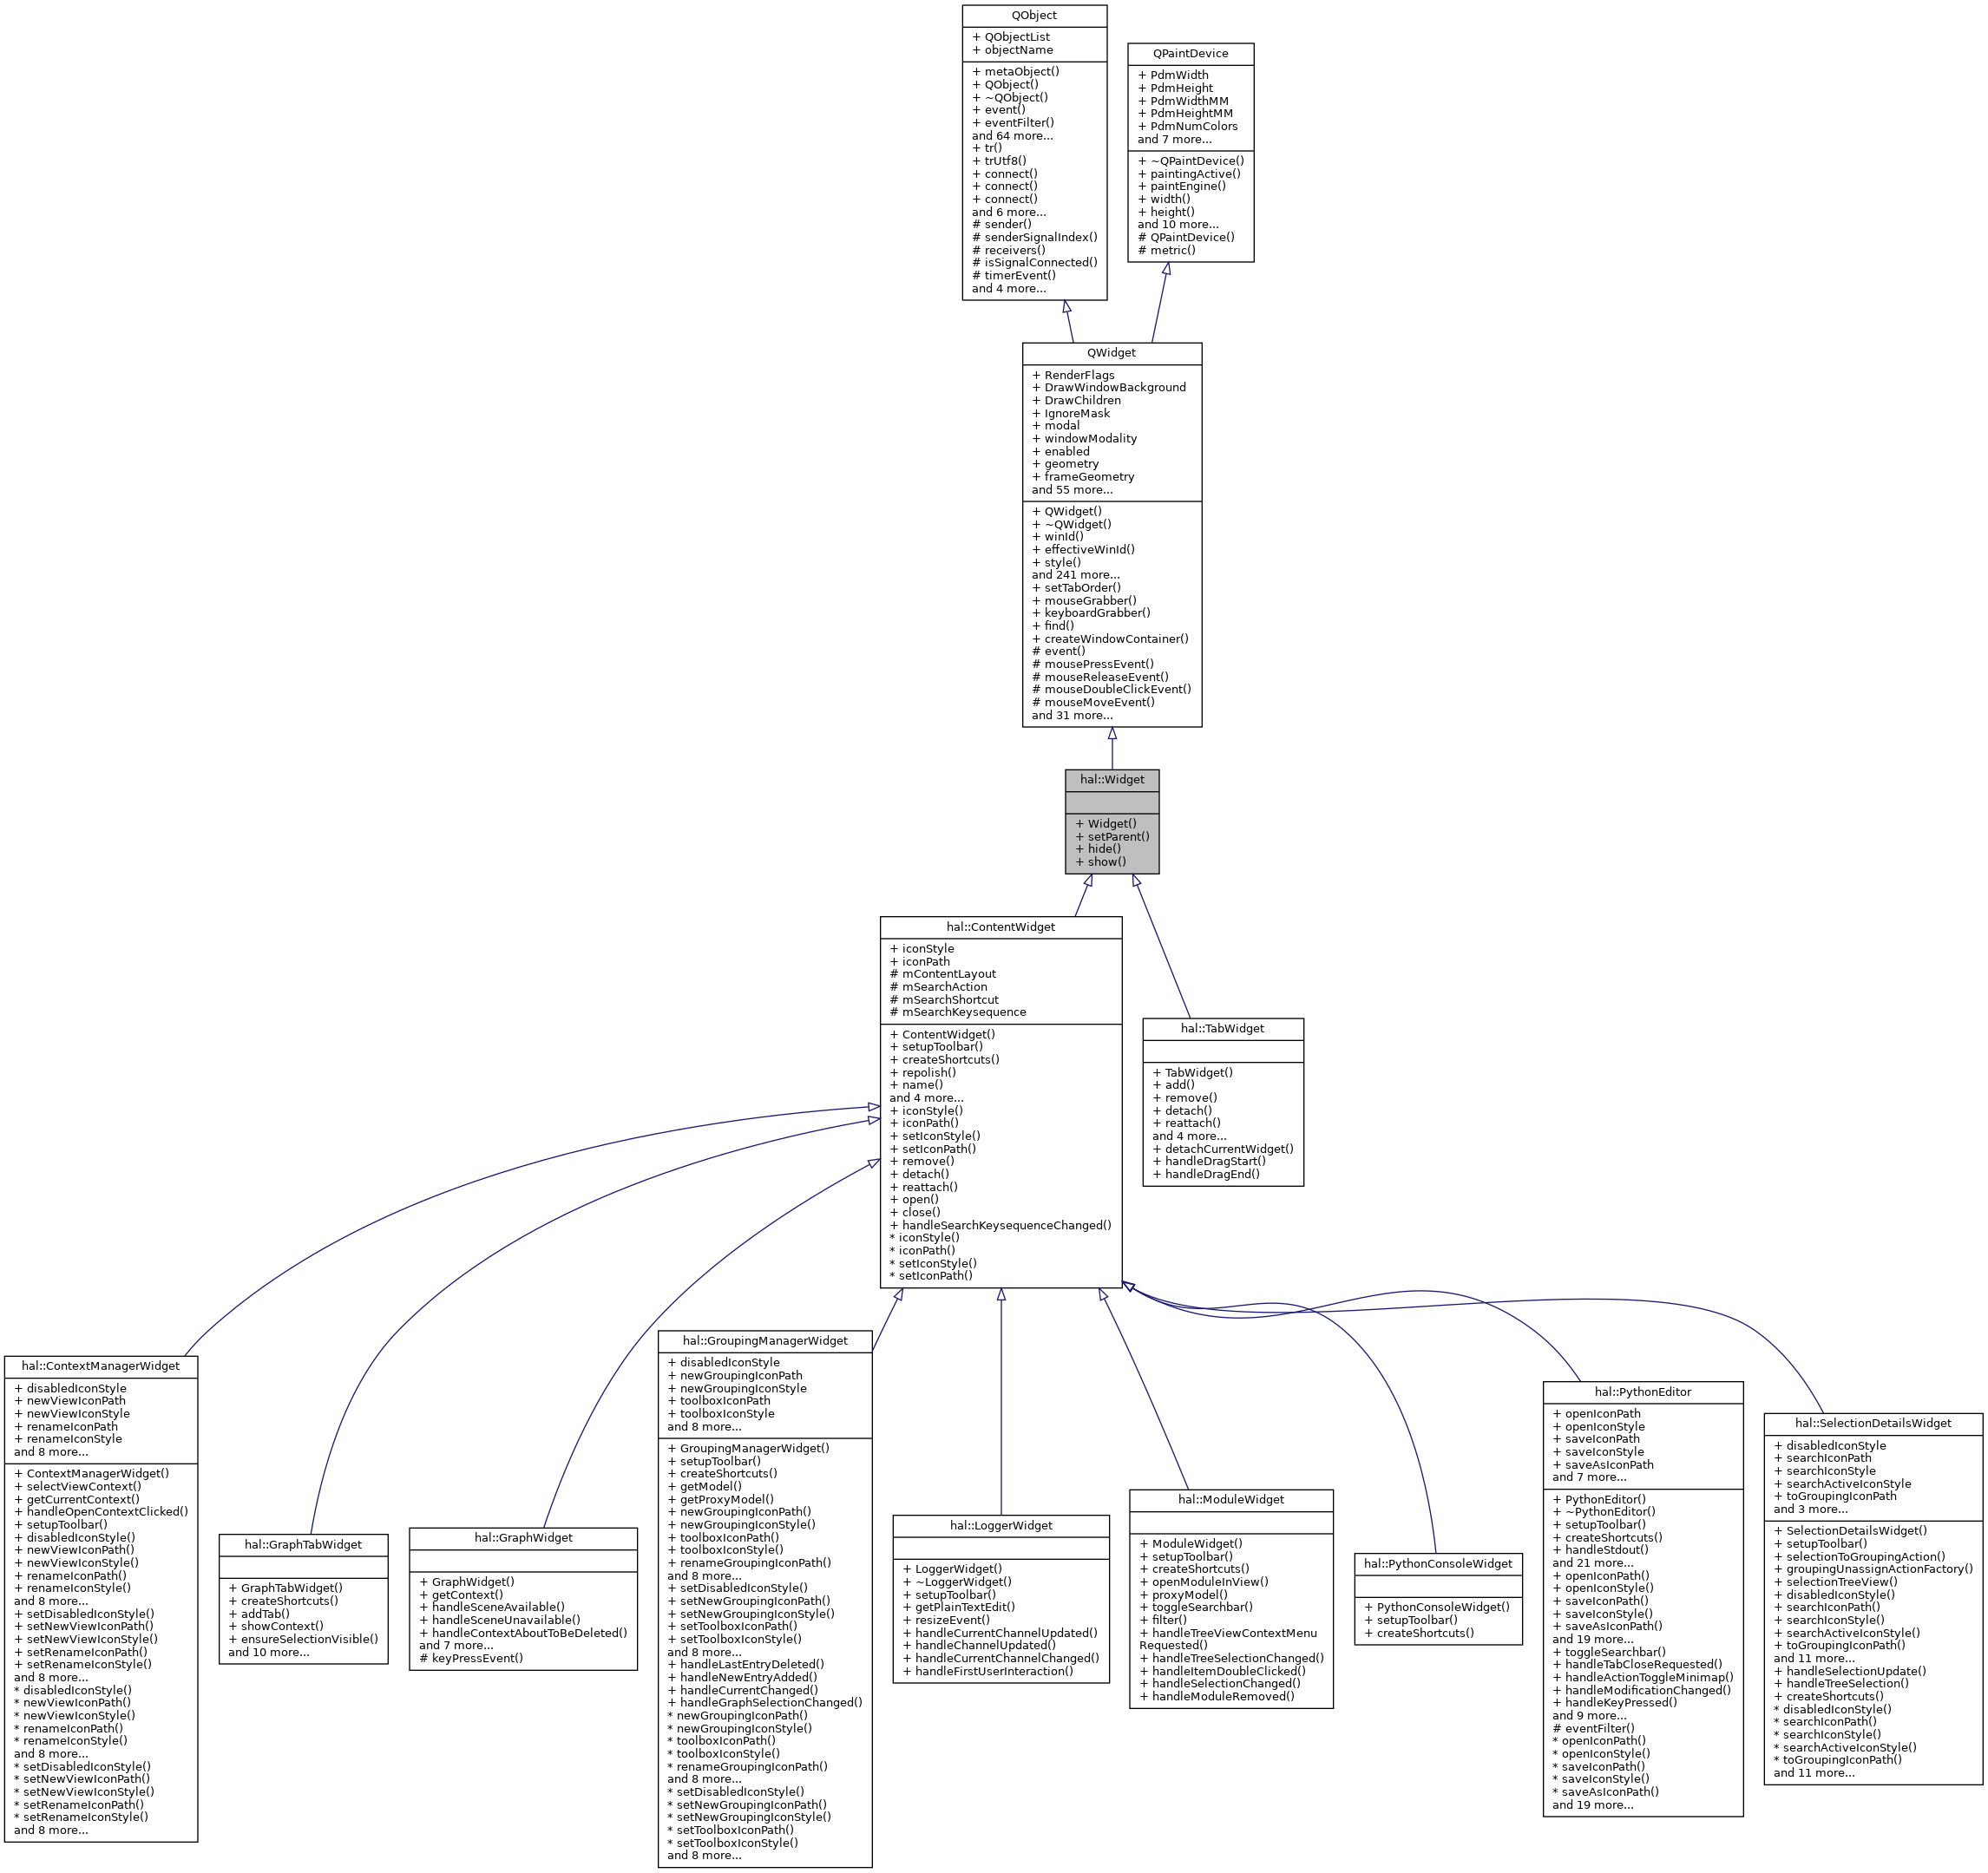 QObject
+ QObjectList
+ objectName
+ metaObject()
+ QObject()
+ ~QObject()
+ event()
+ eventFilter()
and 64 more...
+ tr()
+ trUtf8()
+ connect()
+ connect()
+ connect()
and 6 more...
# sender()
# senderSignalIndex()
# receivers()
# isSignalConnected()
# timerEvent()
and 4 more...
QPaintDevice
+ PdmWidth
+ PdmHeight
+ PdmWidthMM
+ PdmHeightMM
+ PdmNumColors
and 7 more...
+ ~QPaintDevice()
+ paintingActive()
+ paintEngine()
+ width()
+ height()
and 10 more...
# QPaintDevice()
# metric()
QWidget
+ RenderFlags
+ DrawWindowBackground
+ DrawChildren
+ IgnoreMask
+ modal
+ windowModality
+ enabled
+ geometry
+ frameGeometry
and 55 more...
+ QWidget()
+ ~QWidget()
+ winId()
+ effectiveWinId()
+ style()
and 241 more...
+ setTabOrder()
+ mouseGrabber()
+ keyboardGrabber()
+ find()
+ createWindowContainer()
# event()
# mousePressEvent()
# mouseReleaseEvent()
# mouseDoubleClickEvent()
# mouseMoveEvent()
and 31 more...
hal::Widget
+ Widget()
+ setParent()
+ hide()
+ show()
hal::ContentWidget
+ iconStyle
+ iconPath
# mContentLayout
# mSearchAction
# mSearchShortcut
# mSearchKeysequence
+ ContentWidget()
+ setupToolbar()
+ createShortcuts()
+ repolish()
+ name()
and 4 more...
+ iconStyle()
+ iconPath()
+ setIconStyle()
+ setIconPath()
+ remove()
+ detach()
+ reattach()
+ open()
+ close()
+ handleSearchKeysequenceChanged()
* iconStyle()
* iconPath()
* setIconStyle()
* setIconPath()
hal::TabWidget
+ TabWidget()
+ add()
+ remove()
+ detach()
+ reattach()
and 4 more...
+ detachCurrentWidget()
+ handleDragStart()
+ handleDragEnd()
hal::ContextManagerWidget
+ disabledIconStyle
+ newViewIconPath
+ newViewIconStyle
+ renameIconPath
+ renameIconStyle
and 8 more...
+ ContextManagerWidget()
+ selectViewContext()
+ getCurrentContext()
+ handleOpenContextClicked()
+ setupToolbar()
+ disabledIconStyle()
+ newViewIconPath()
+ newViewIconStyle()
+ renameIconPath()
+ renameIconStyle()
and 8 more...
+ setDisabledIconStyle()
+ setNewViewIconPath()
+ setNewViewIconStyle()
+ setRenameIconPath()
+ setRenameIconStyle()
and 8 more...
* disabledIconStyle()
* newViewIconPath()
* newViewIconStyle()
* renameIconPath()
* renameIconStyle()
and 8 more...
* setDisabledIconStyle()
* setNewViewIconPath()
* setNewViewIconStyle()
* setRenameIconPath()
* setRenameIconStyle()
and 8 more...
hal::GraphTabWidget
+ GraphTabWidget()
+ createShortcuts()
+ addTab()
+ showContext()
+ ensureSelectionVisible()
and 10 more...
hal::GraphWidget
+ GraphWidget()
+ getContext()
+ handleSceneAvailable()
+ handleSceneUnavailable()
+ handleContextAboutToBeDeleted()
and 7 more...
# keyPressEvent()
hal::GroupingManagerWidget
+ disabledIconStyle
+ newGroupingIconPath
+ newGroupingIconStyle
+ toolboxIconPath
+ toolboxIconStyle
and 8 more...
+ GroupingManagerWidget()
+ setupToolbar()
+ createShortcuts()
+ getModel()
+ getProxyModel()
+ newGroupingIconPath()
+ newGroupingIconStyle()
+ toolboxIconPath()
+ toolboxIconStyle()
+ renameGroupingIconPath()
and 8 more...
+ setDisabledIconStyle()
+ setNewGroupingIconPath()
+ setNewGroupingIconStyle()
+ setToolboxIconPath()
+ setToolboxIconStyle()
and 8 more...
+ handleLastEntryDeleted()
+ handleNewEntryAdded()
+ handleCurrentChanged()
+ handleGraphSelectionChanged()
* newGroupingIconPath()
* newGroupingIconStyle()
* toolboxIconPath()
* toolboxIconStyle()
* renameGroupingIconPath()
and 8 more...
* setDisabledIconStyle()
* setNewGroupingIconPath()
* setNewGroupingIconStyle()
* setToolboxIconPath()
* setToolboxIconStyle()
and 8 more...
hal::LoggerWidget
+ LoggerWidget()
+ ~LoggerWidget()
+ setupToolbar()
+ getPlainTextEdit()
+ resizeEvent()
+ handleCurrentChannelUpdated()
+ handleChannelUpdated()
+ handleCurrentChannelChanged()
+ handleFirstUserInteraction()
hal::ModuleWidget
+ ModuleWidget()
+ setupToolbar()
+ createShortcuts()
+ openModuleInView()
+ proxyModel()
+ toggleSearchbar()
+ filter()
+ handleTreeViewContextMenu
Requested()
+ handleTreeSelectionChanged()
+ handleItemDoubleClicked()
+ handleSelectionChanged()
+ handleModuleRemoved()
hal::PythonConsoleWidget
+ PythonConsoleWidget()
+ setupToolbar()
+ createShortcuts()
hal::PythonEditor
+ openIconPath
+ openIconStyle
+ saveIconPath
+ saveIconStyle
+ saveAsIconPath
and 7 more...
+ PythonEditor()
+ ~PythonEditor()
+ setupToolbar()
+ createShortcuts()
+ handleStdout()
and 21 more...
+ openIconPath()
+ openIconStyle()
+ saveIconPath()
+ saveIconStyle()
+ saveAsIconPath()
and 19 more...
+ toggleSearchbar()
+ handleTabCloseRequested()
+ handleActionToggleMinimap()
+ handleModificationChanged()
+ handleKeyPressed()
and 9 more...
# eventFilter()
* openIconPath()
* openIconStyle()
* saveIconPath()
* saveIconStyle()
* saveAsIconPath()
and 19 more...
hal::SelectionDetailsWidget
+ disabledIconStyle
+ searchIconPath
+ searchIconStyle
+ searchActiveIconStyle
+ toGroupingIconPath
and 3 more...
+ SelectionDetailsWidget()
+ setupToolbar()
+ selectionToGroupingAction()
+ groupingUnassignActionFactory()
+ selectionTreeView()
+ disabledIconStyle()
+ searchIconPath()
+ searchIconStyle()
+ searchActiveIconStyle()
+ toGroupingIconPath()
and 11 more...
+ handleSelectionUpdate()
+ handleTreeSelection()
+ createShortcuts()
* disabledIconStyle()
* searchIconPath()
* searchIconStyle()
* searchActiveIconStyle()
* toGroupingIconPath()
and 11 more...